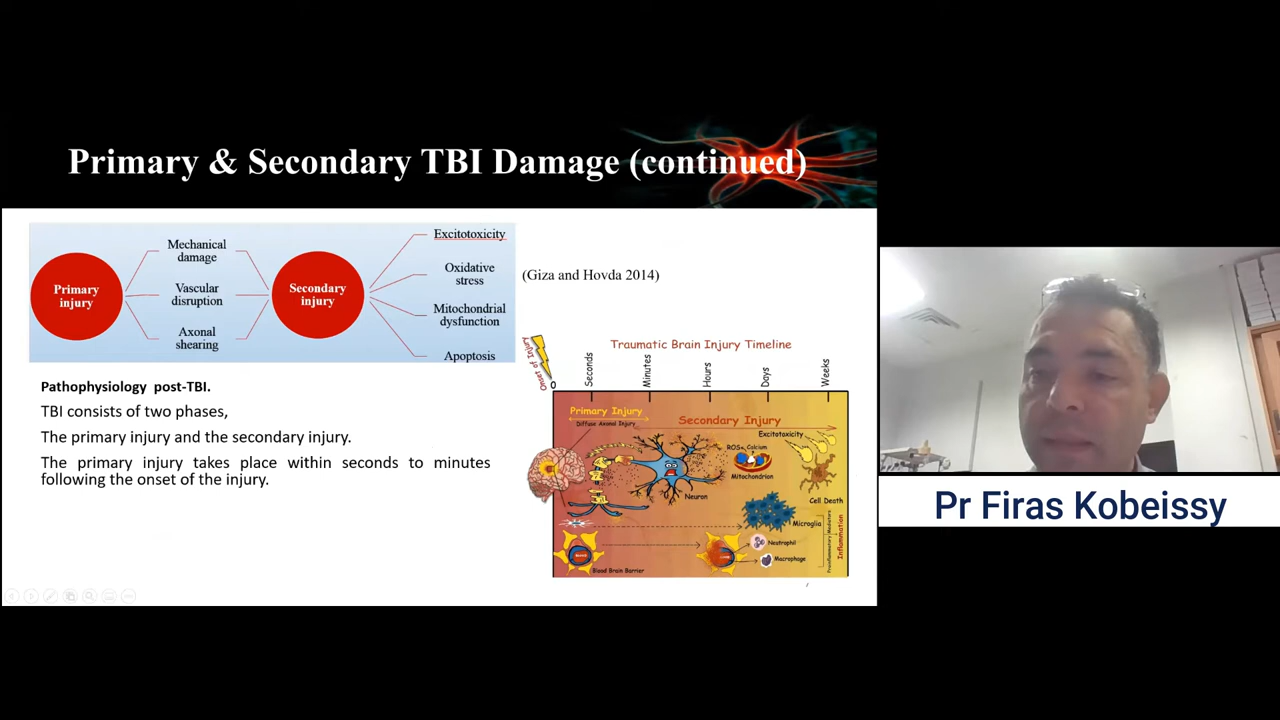 Primary & Secondary TBI Damage (continued)
Primary
injury
Mechanical
damage
Vascular
disruption
Axonal
shearing
Secondary
injury
Excitotoxicity
Oxidative
stress
Mitochondrial
dysfunction
Apoptosis
(Giza and Hovda 2014)
Pathophysiology post-TBI.
TBI consists of two phases,
The primary injury and the secondary injury.
The primary injury takes place within seconds to minutes
following the onset of the injury.
Traumatic Brain Injury Timeline
Onset of Injury
0
Seconds
Minutes
Hours
Days
Weeks
Primary Injury
Diffuse Axonal Injury
Secondary Injury
Excitotoxicity
ROS
Calcium
Mitochondrion
Neuron
Cell Death
Microglia
Neutrophil
Macrophage
Blood Brain Barrier
Proinflammatory Mediators
Inflammation
Pr Firas Kobeissy